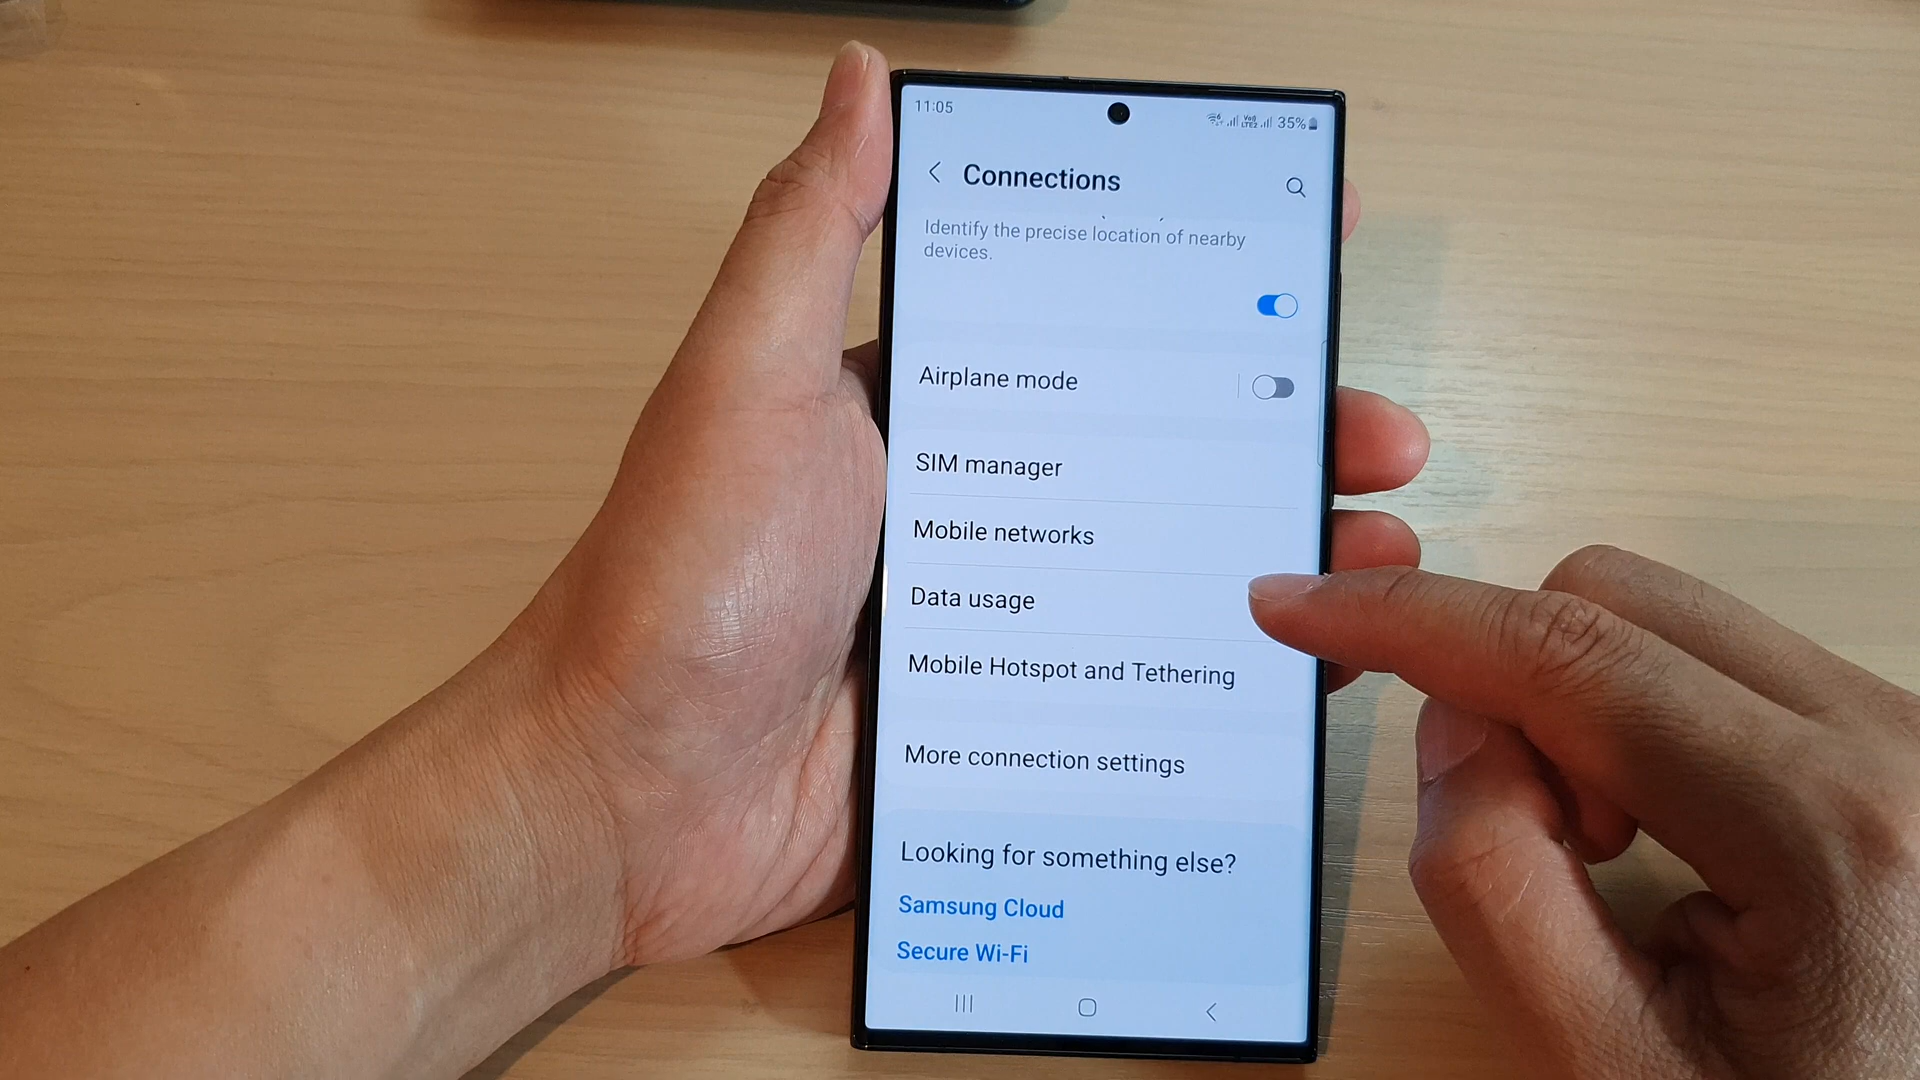 11:05
35%
Connections
Identify the precise location of nearby
devices.
Airplane mode
SIM manager
Mobile networks
Data usage
Mobile Hotspot and Tethering
More connection settings
Looking for something else?
Samsung Cloud
Secure Wi-Fi